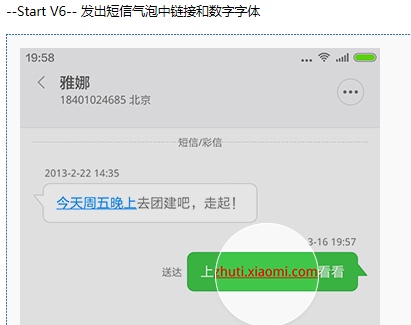 --Start V6-- 发出短信气泡中链接和数字字体
19:58
雅娜
18401024685 北京
短信/彩信
2013-2-22 14:35
今天周五晚上去团建吧，走起！
3-16 19:57
送达
上zhuti.xiaomi.com看看